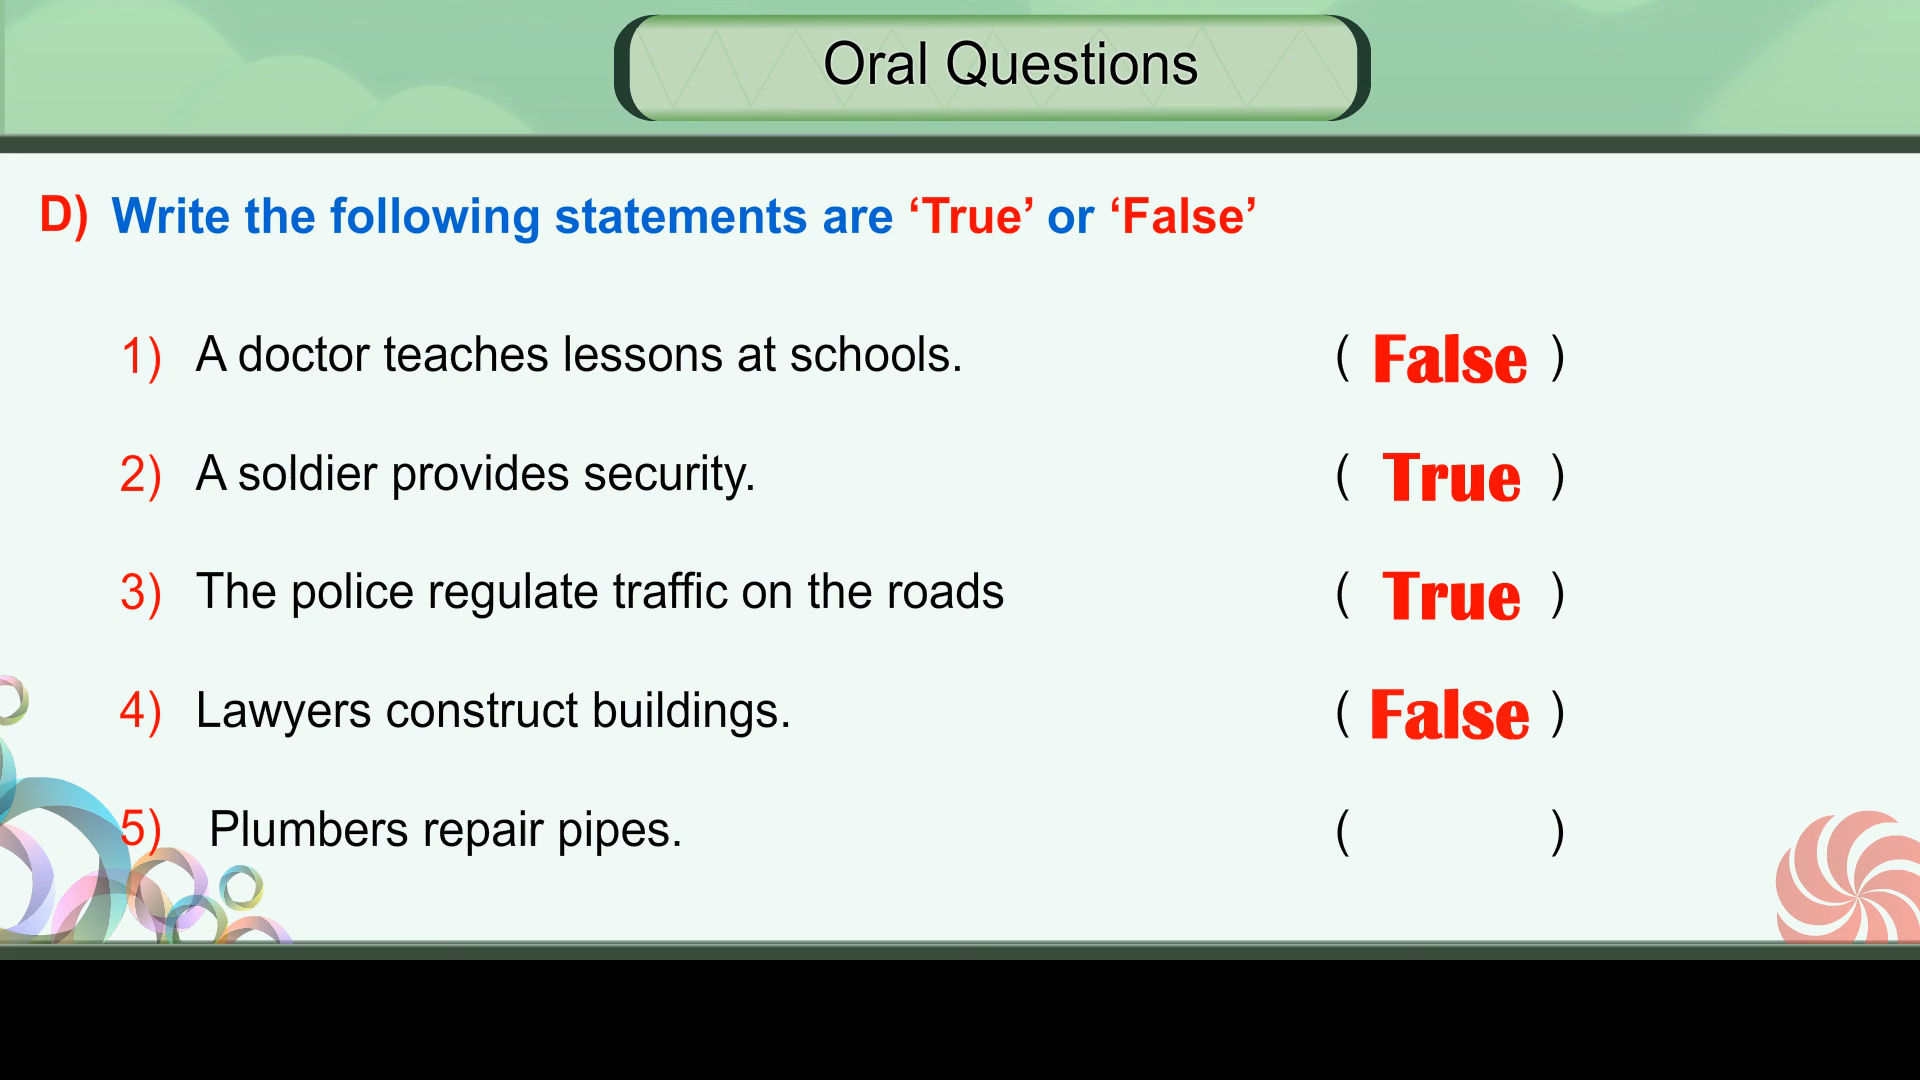 Oral Questions
D) Write the following statements are ‘True’ or ‘False’
1) A doctor teaches lessons at schools. ( False )
2) A soldier provides security. ( True )
3) The police regulate traffic on the roads ( True )
4) Lawyers construct buildings. ( False )
5) Plumbers repair pipes. ( )